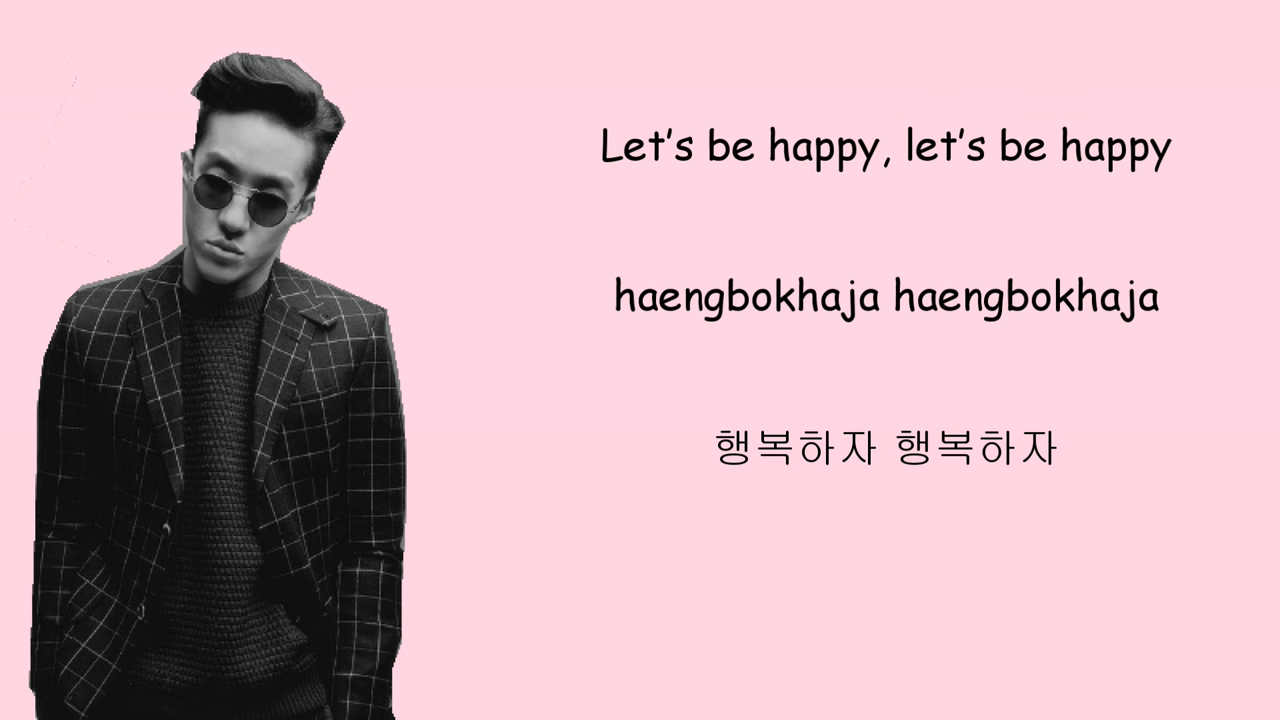 Let's be happy, let's be happy
haengbokhaja haengbokhaja
행복하자 행복하자